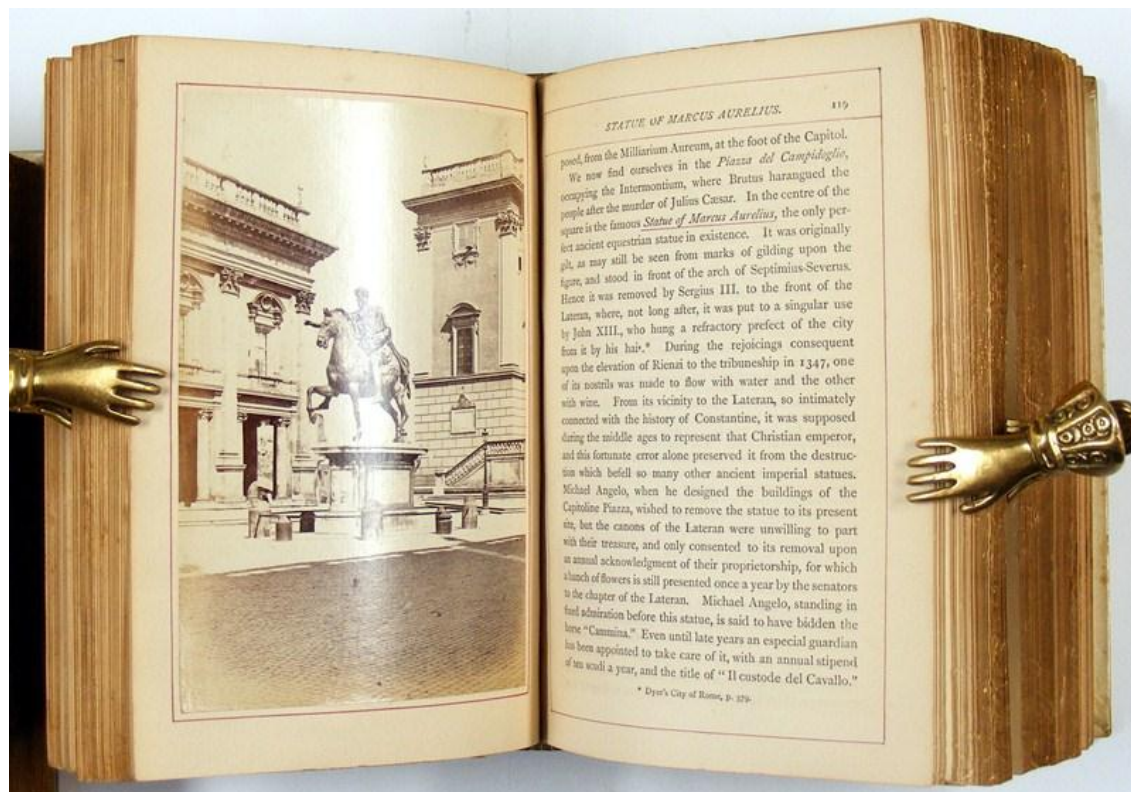 STATUE OF MARCUS AURELIUS. 119
posed, from the Milliarium Aureum, at the foot of the Capitol.
We now find ourselves in the Piazza del Campidoglio,
occupying the Intermontium, where Brutus harangued the
people after the murder of Julius Cæsar. In the centre of the
square is the famous Statue of Marcus Aurelius, the only per-
fect ancient equestrian statue in existence. It was originally
gilt, as may still be seen from marks of gilding upon the
figure, and stood in front of the arch of Septimius-Severus.
Hence it was removed by Sergius III. to the front of the
Lateran, where, not long after, it was put to a singular use
by John XIII., who hung a refractory prefect of the city
from it by his hair.* During the rejoicings consequent
upon the elevation of Rienzi to the tribuneship in 1347, one
of its nostrils was made to flow with water and the other
with wine. From its vicinity to the Lateran, so intimately
connected with the history of Constantine, it was supposed
during the middle ages to represent that Christian emperor,
and this fortunate error alone preserved it from the destruc-
tion which befell so many other ancient imperial statues.
Michael Angelo, when he designed the buildings of the
Capitoline Piazza, wished to remove the statue to its present
site, but the canons of the Lateran were unwilling to part
with their treasure, and only consented to its removal upon
an annual acknowledgment of their proprietorship, for which
a bunch of flowers is still presented once a year by the senators
to the chapter of the Lateran. Michael Angelo, standing in
fixed admiration before this statue, is said to have bidden the
horse "Cammina." Even until late years an especial guardian
has been appointed to take care of it, with an annual stipend
of ten scudi a year, and the title of "Il custode del Cavallo."
* Dyer's City of Rome, p. 379.